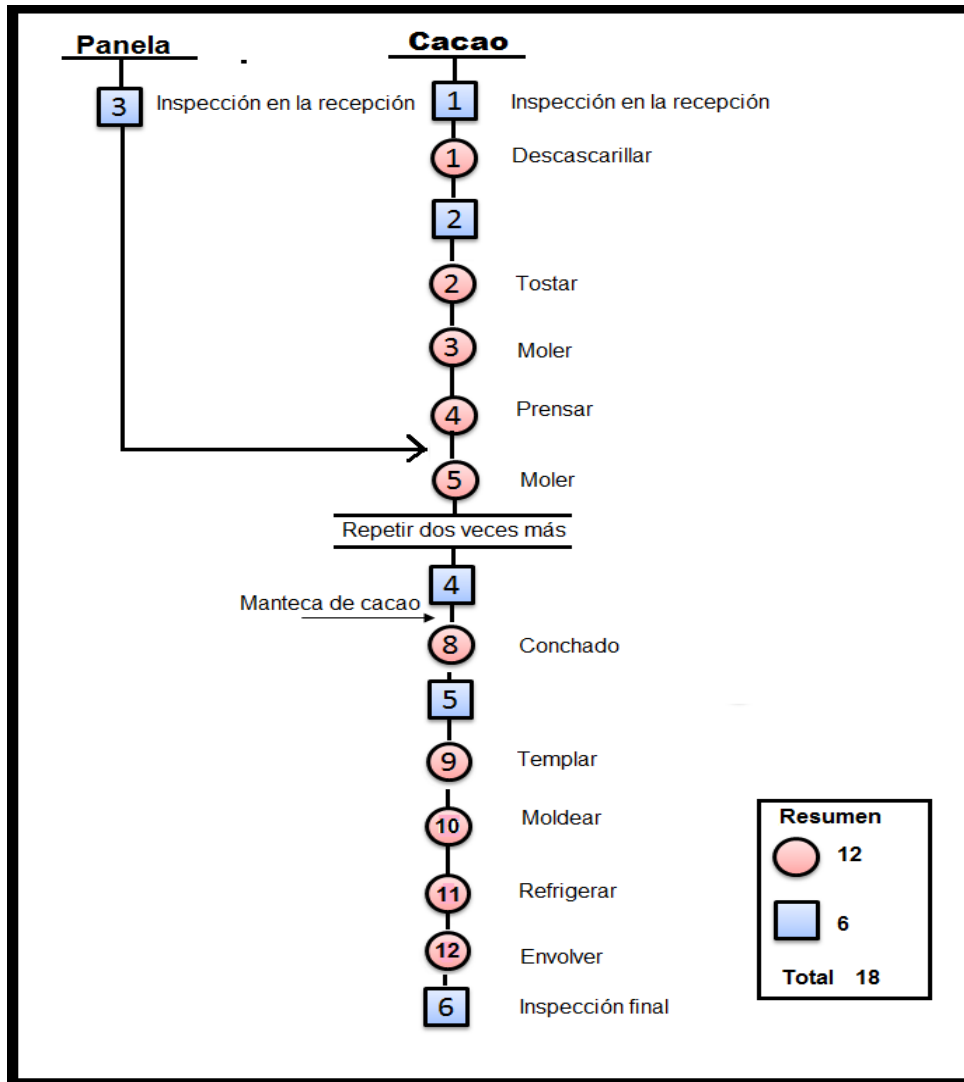 Panela
Cacao
3 Inspección en la recepción
1 Inspección en la recepción
1 Descascarillar
2
2 Tostar
3 Moler
4 Prensar
5 Moler
Repetir dos veces más
4
Manteca de cacao
8 Conchado
5
9 Templar
10 Moldear
11 Refrigerar
12 Envolver
6 Inspección final
Resumen
12
6
Total 18